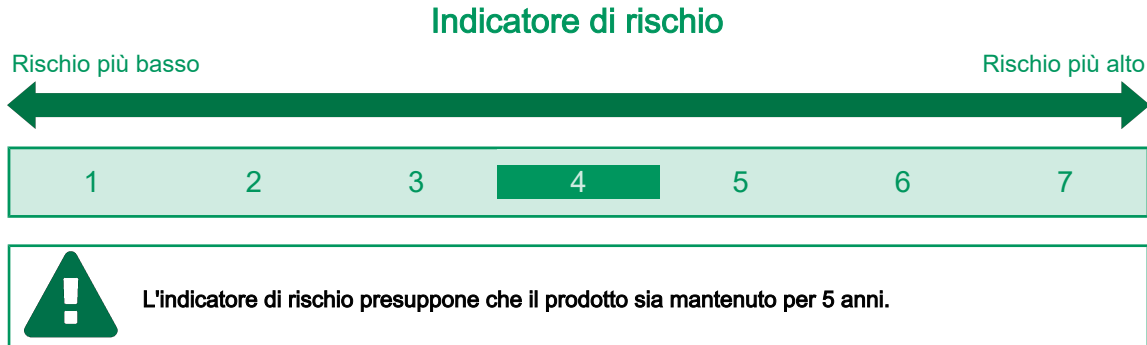 Indicatore di rischio
Rischio più basso Rischio più alto
1 2 3 4 5 6 7
L'indicatore di rischio presuppone che il prodotto sia mantenuto per 5 anni.